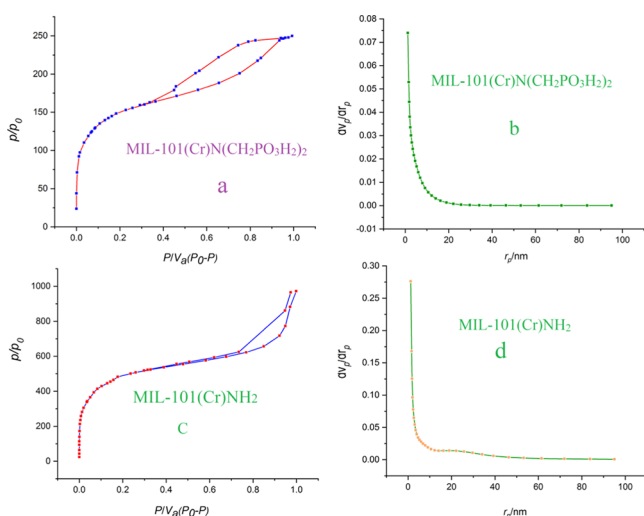 250
200
150
100
50
0
p/p₀
MIL-101(Cr)N(CH₂PO₃H₂)₂
a
0.0 0.2 0.4 0.6 0.8 1.0
P/Vₐ(P₀-P)
0.09
0.08
0.07
0.06
0.05
0.04
0.03
0.02
0.01
0.00
-0.01
dvₚ/drₚ
MIL-101(Cr)N(CH₂PO₃H₂)₂
b
0 20 40 60 80 100
rₚ/nm
1000
800
600
400
200
0
p/p₀
MIL-101(Cr)NH₂
c
0.0 0.2 0.4 0.6 0.8 1.0
P/Vₐ(P₀-P)
0.30
0.25
0.20
0.15
0.10
0.05
0.00
dvₚ/drₚ
MIL-101(Cr)NH₂
d
0 20 40 60 80 100